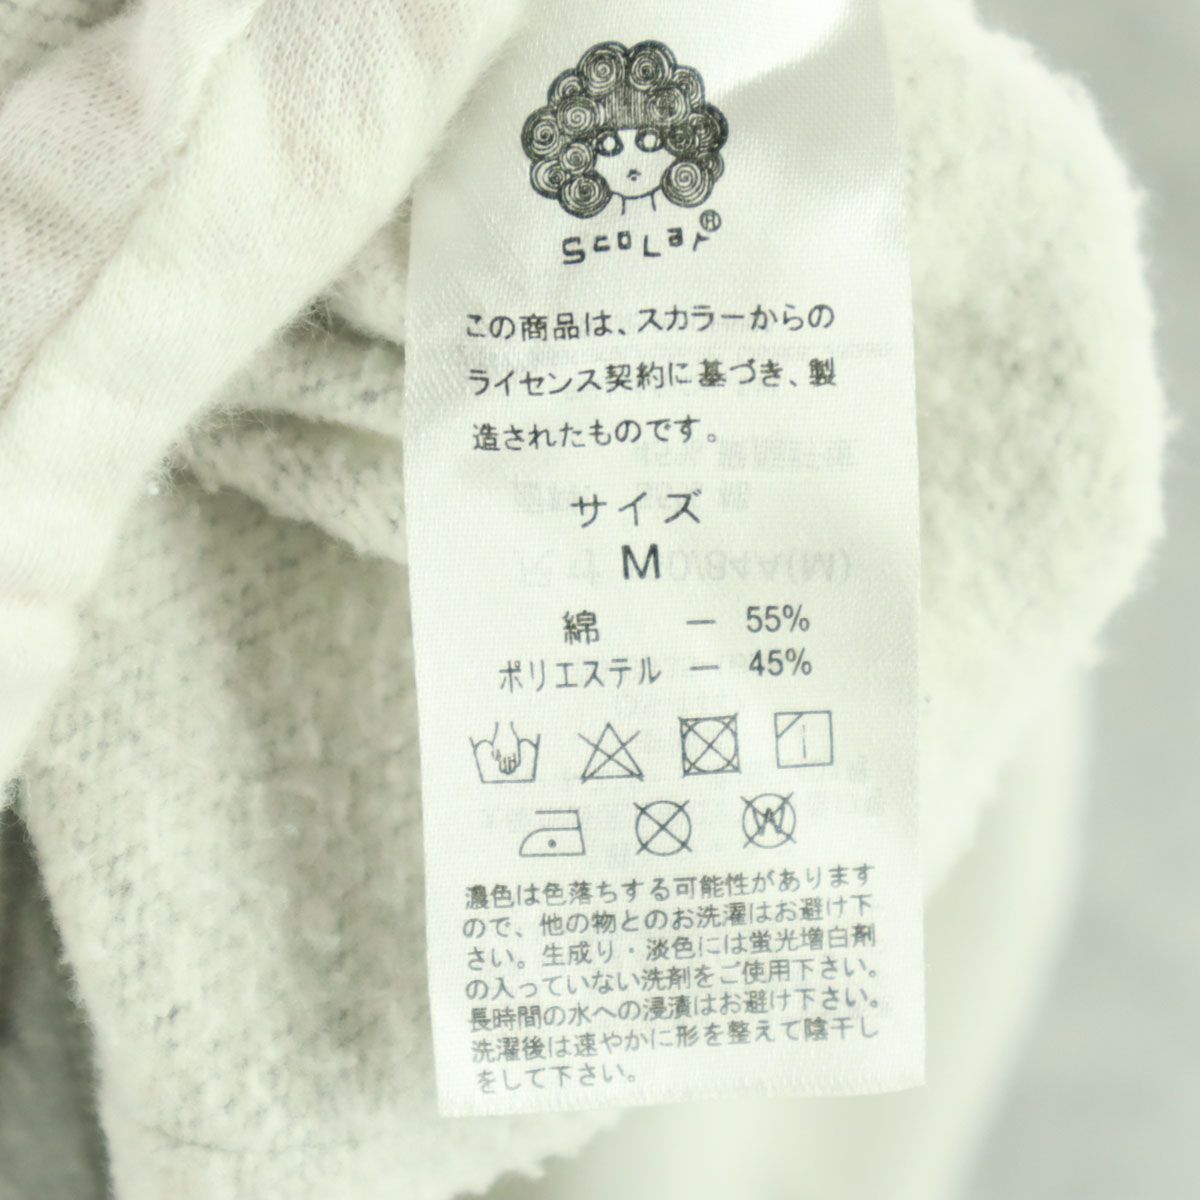 ScoLar®
この商品は、スカラーからの
ライセンス契約に基づき、製
造されたものです。
サイズ
M
綿 ー 55%
ポリエステル ー 45%
濃色は色落ちする可能性があります
ので、他の物とのお洗濯はお避け下
さい。生成り・淡色には蛍光増白剤
の入っていない洗剤をご使用下さい。
長時間の水への浸漬はお避け下さい。
洗濯後は速やかに形を整えて陰干し
をして下さい。